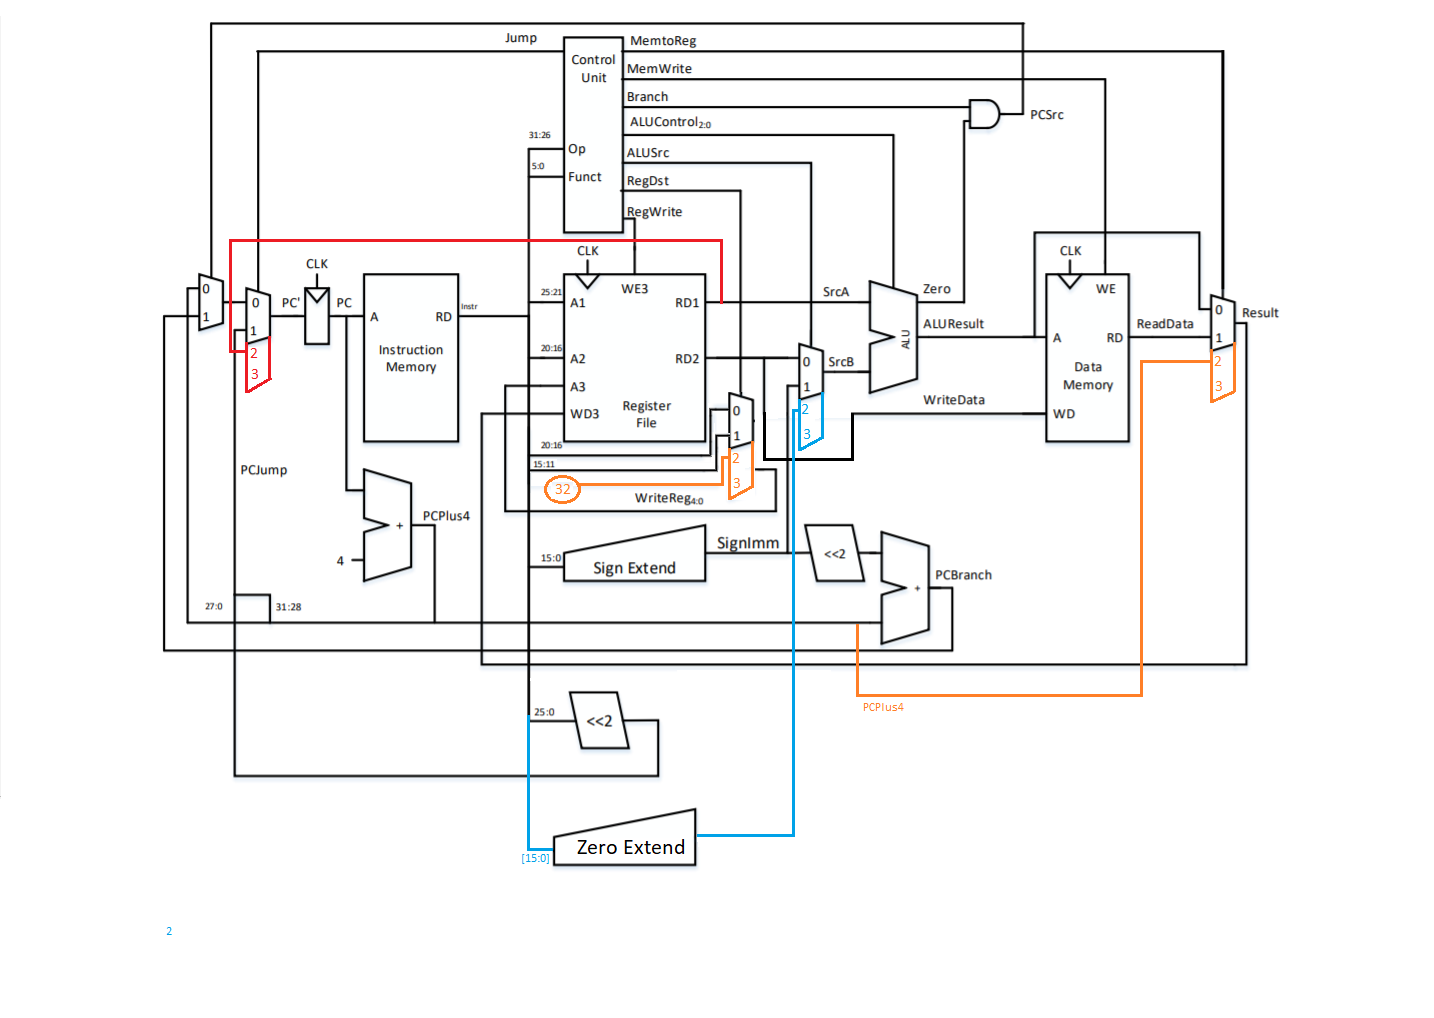 Jump
MemtoReg
Control
Unit
MemWrite
Branch
PCSrc
ALUControl2:0
31:26
Op
ALUSrc
5:0
Funct
RegDst
RegWrite
CLK
CLK
CLK
0
1
0
1
2
3
PC'
PC
A
RD
Instruction
Memory
Instr
25:21
A1
WE3
RD1
20:16
A2
RD2
A3
WD3
Register
File
SrcA
Zero
ALU
ALUResult
SrcB
0
1
2
3
WE
A
RD
Data
Memory
WD
ReadData
WriteData
0
1
2
3
Result
0
1
2
3
20:16
15:11
32
WriteReg4:0
PCJump
PCPlus4
+
4
15:0
Sign Extend
SignImm
<<2
+
PCBranch
27:0
31:28
PCPlus4
25:0
<<2
[15:0]
Zero Extend
2